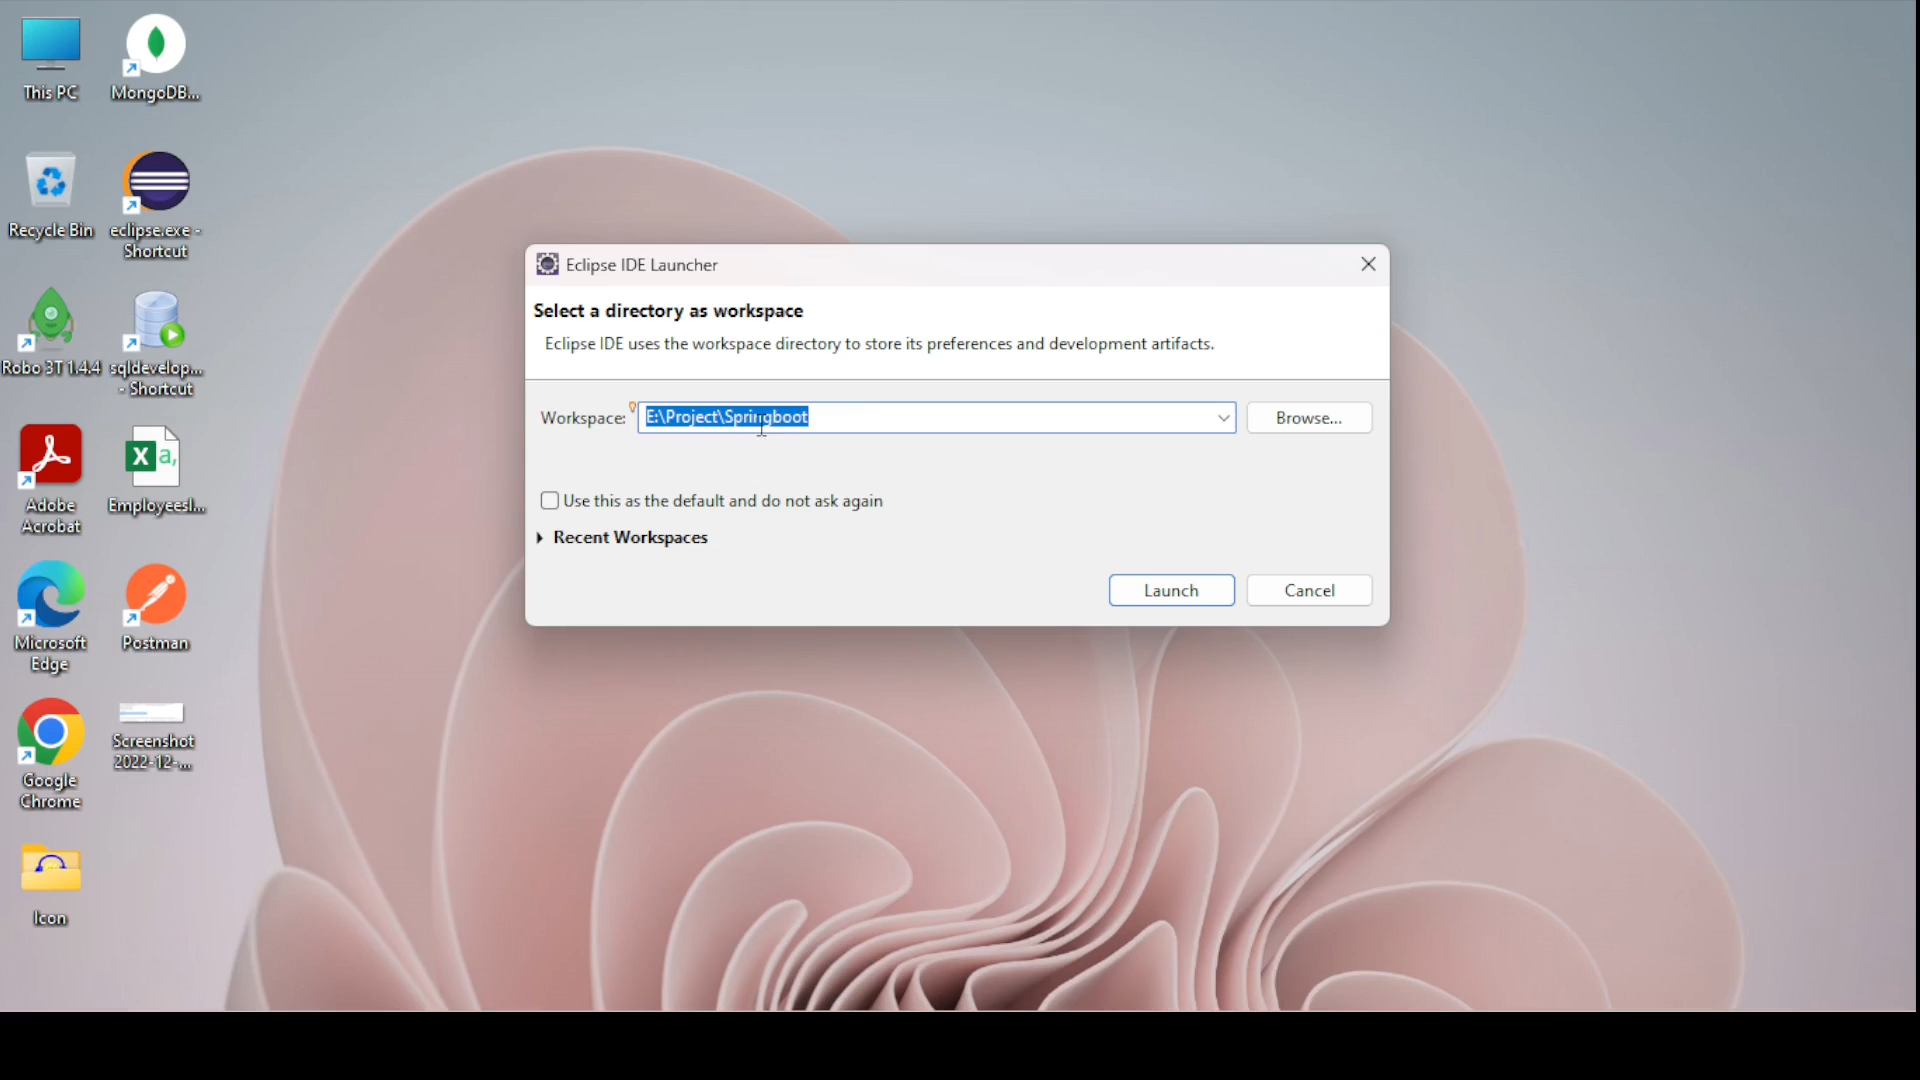 This PC
MongoDB...
Recycle Bin
eclipse.exe -
Shortcut
Robo 3T 1.4.4
sqldevelop...
- Shortcut
Adobe
Acrobat
a,
X
Employeesl...
Microsoft
Edge
Postman
Google
Chrome
Screenshot
2022-12-...
Icon
Eclipse IDE Launcher
Select a directory as workspace
Eclipse IDE uses the workspace directory to store its preferences and development artifacts.
Workspace:
E:\Project\Springboot
Browse...
Use this as the default and do not ask again
Recent Workspaces
Launch
Cancel